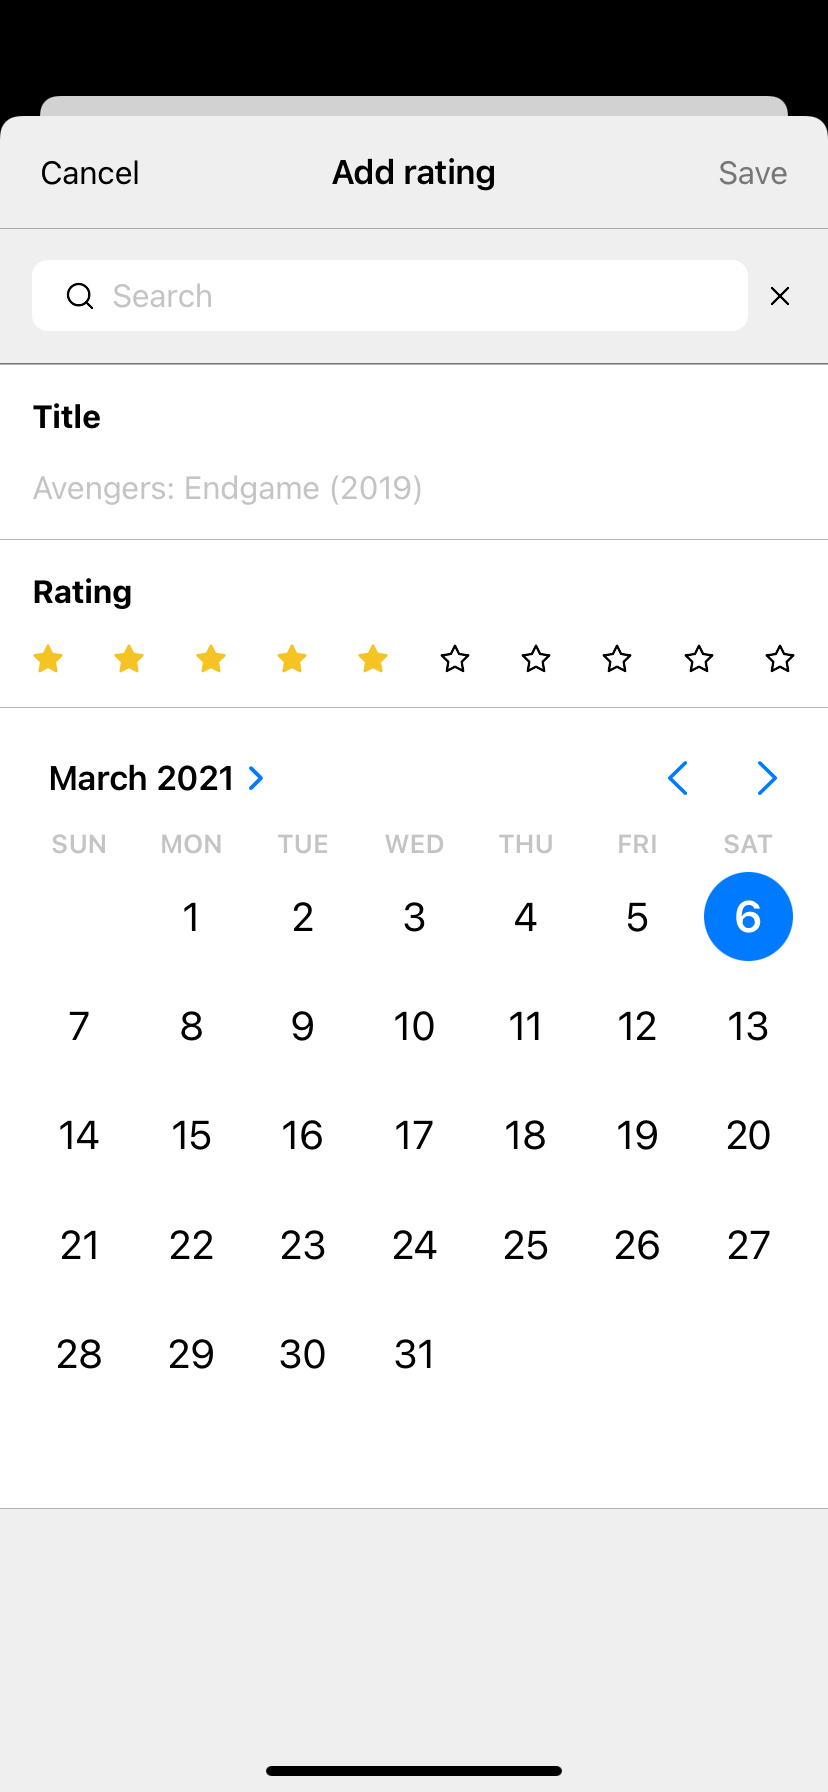 Cancel Add rating Save
Search
Title
Avengers: Endgame (2019)
Rating
March 2021
SUN MON TUE WED THU FRI SAT
1 2 3 4 5 6
7 8 9 10 11 12 13
14 15 16 17 18 19 20
21 22 23 24 25 26 27
28 29 30 31